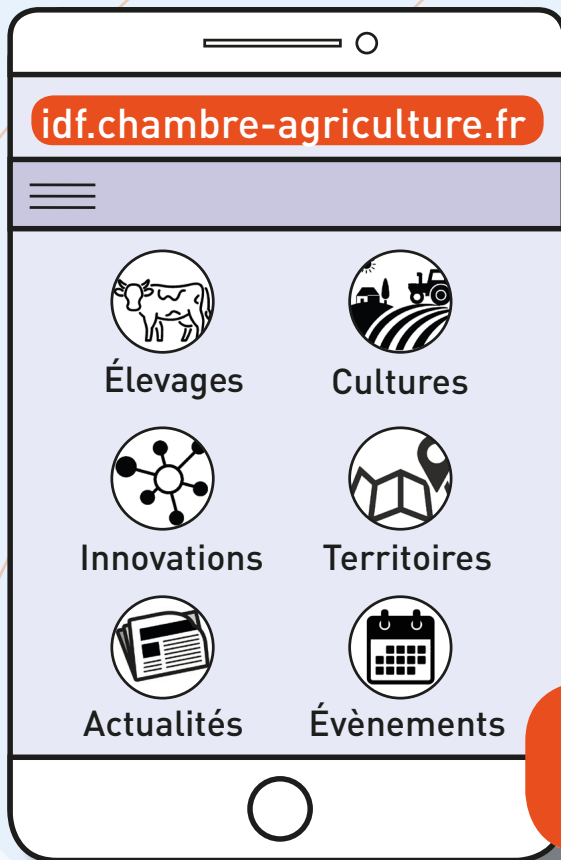 idf.chambre-agriculture.fr
Élevages Cultures
Innovations Territoires
Actualités Évènements